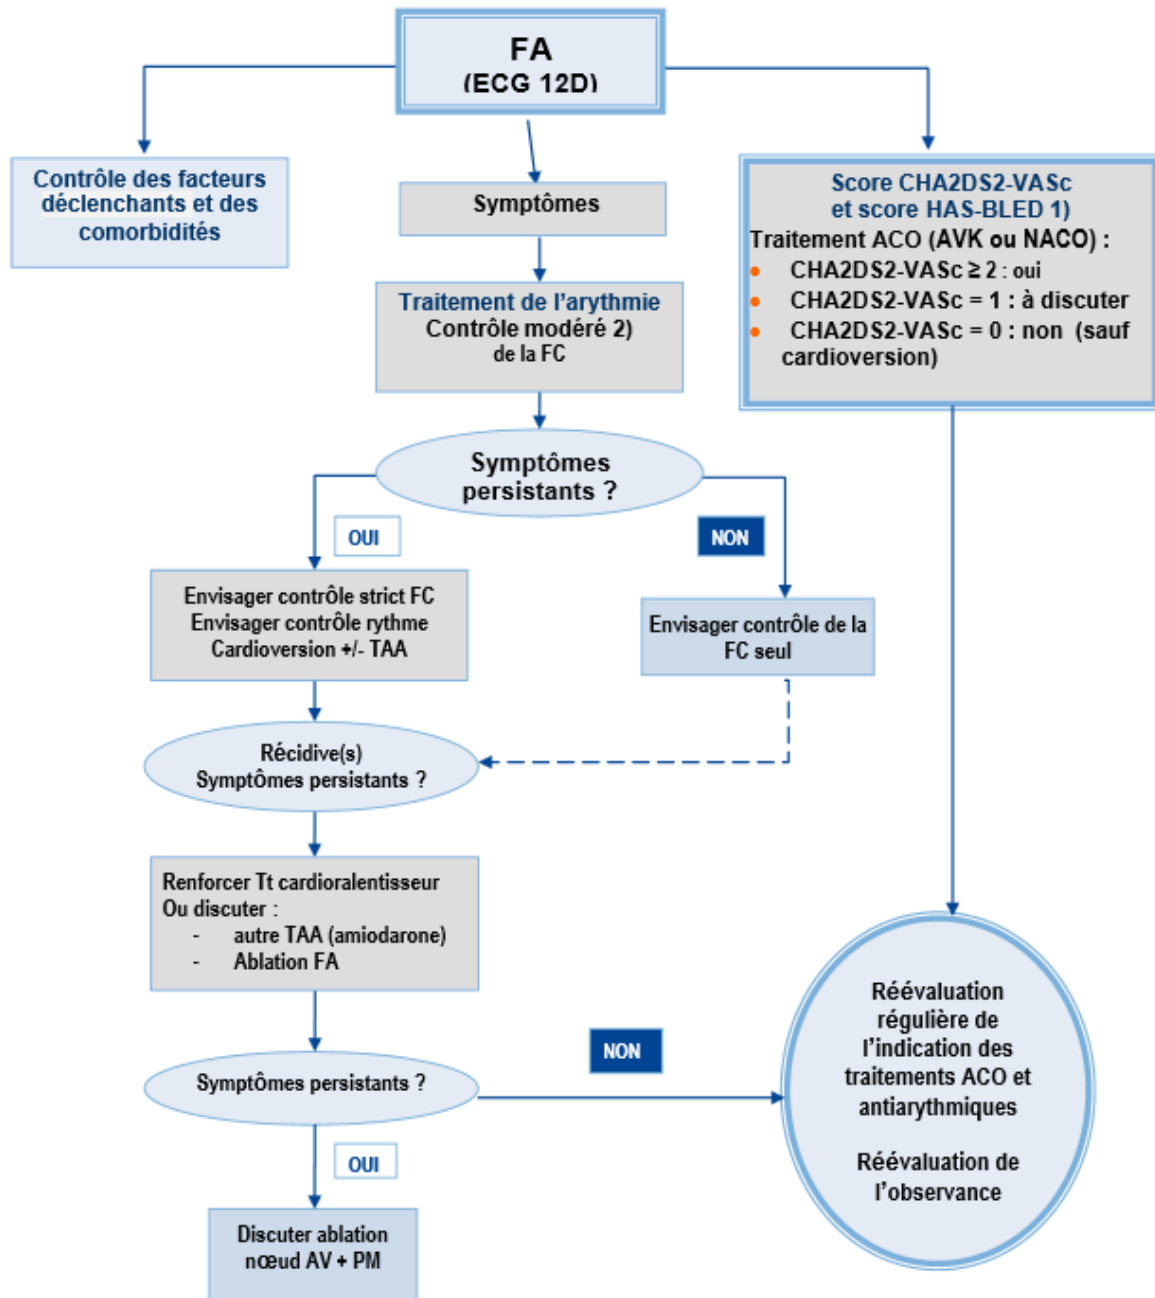 FA
(ECG 12D)
Contrôle des facteurs
déclenchants et des
comorbidités
Symptômes
Score CHA2DS2-VASc
et score HAS-BLED 1)
Traitement ACO (AVK ou NACO) :
● CHA2DS2-VASc ≥ 2 : oui
● CHA2DS2-VASc = 1 : à discuter
● CHA2DS2-VASc = 0 : non (sauf
cardioversion)
Traitement de l'arythmie
Contrôle modéré 2)
de la FC
Symptômes
persistants ?
OUI
NON
Envisager contrôle strict FC
Envisager contrôle rythme
Cardioversion +/- TAA
Envisager contrôle de la
FC seul
Récidive(s)
Symptômes persistants ?
Renforcer Tt cardioralentisseur
Ou discuter :
- autre TAA (amiodarone)
- Ablation FA
Symptômes persistants ?
NON
OUI
Discuter ablation
nœud AV + PM
Réévaluation
régulière de
l'indication des
traitements ACO et
antiarythmiques
Réévaluation de
l'observance